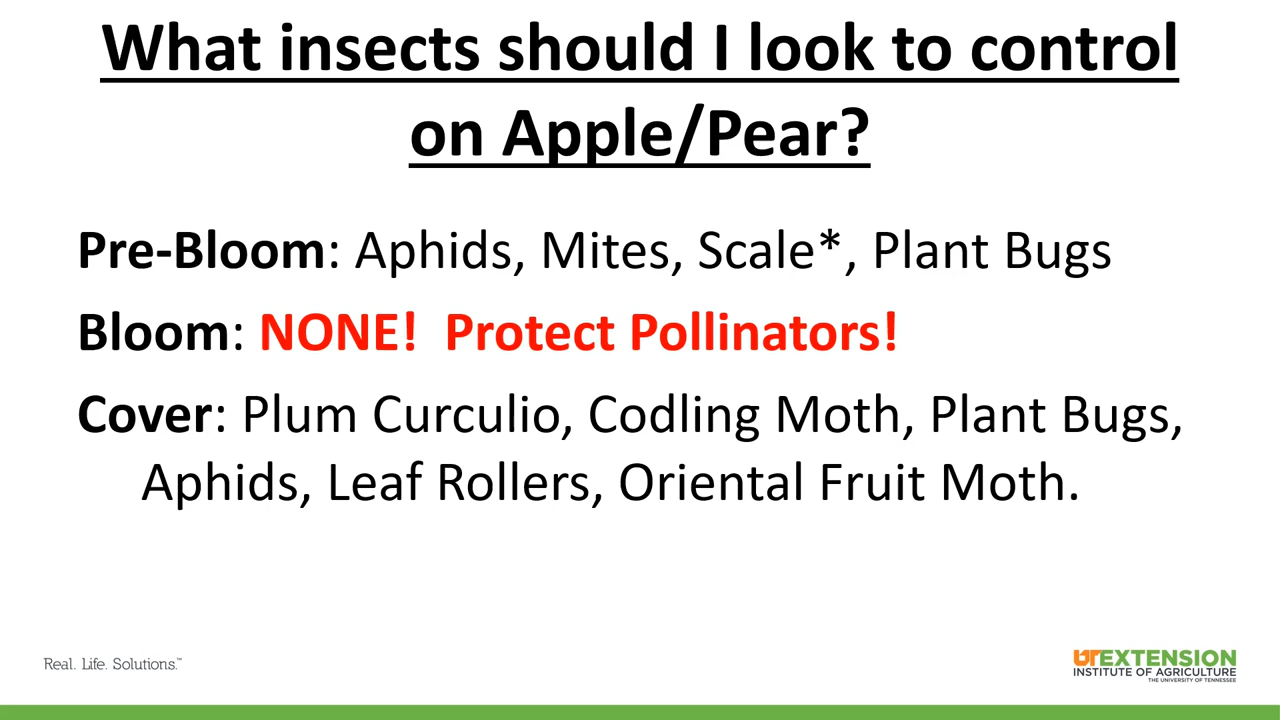 What insects should I look to control
on Apple/Pear?
Pre-Bloom: Aphids, Mites, Scale*, Plant Bugs
Bloom: NONE!  Protect Pollinators!
Cover: Plum Curculio, Codling Moth, Plant Bugs,
Aphids, Leaf Rollers, Oriental Fruit Moth.
Real. Life. Solutions.™
UT EXTENSION
INSTITUTE OF AGRICULTURE
THE UNIVERSITY OF TENNESSEE